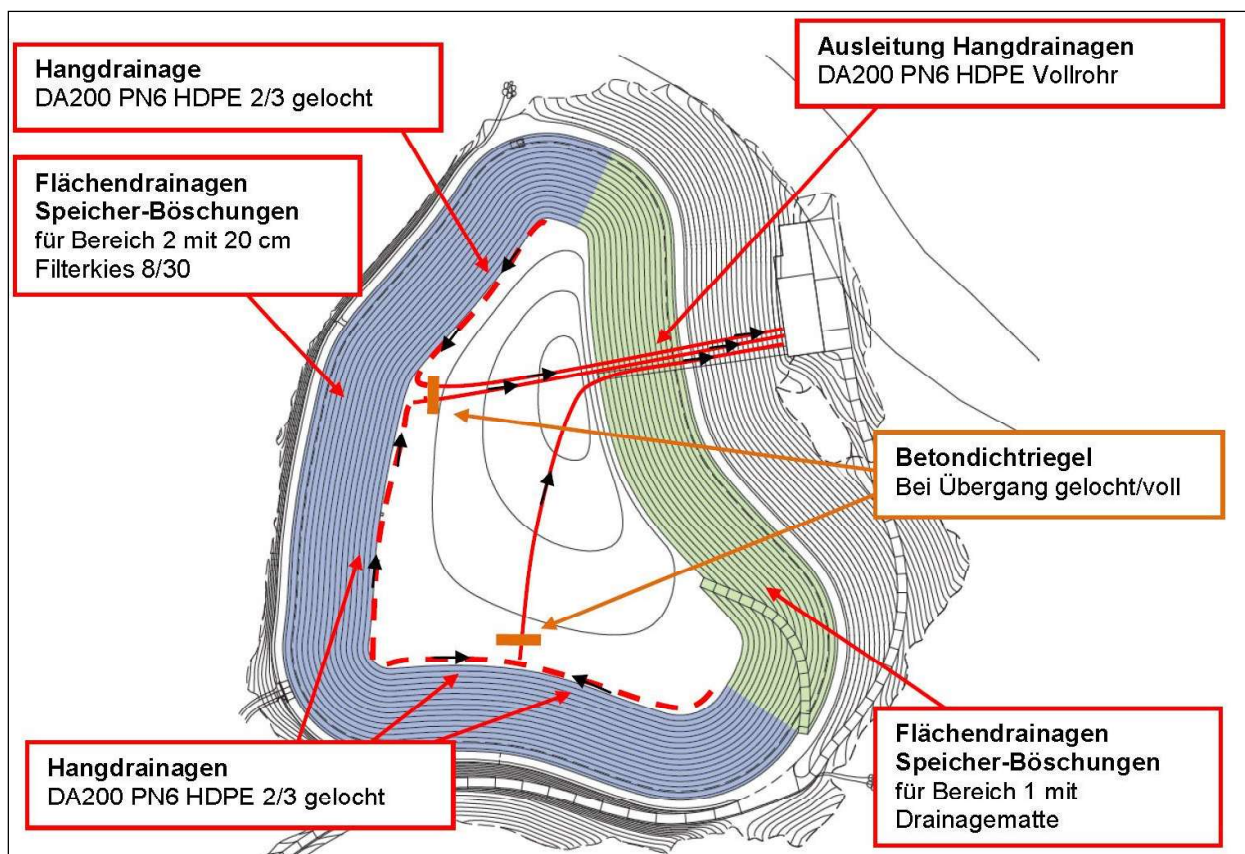 Hangdrainage
DA200 PN6 HDPE 2/3 gelocht
Ausleitung Hangdrainagen
DA200 PN6 HDPE Vollrohr
Flächendrainagen
Speicher-Böschungen
für Bereich 2 mit 20 cm
Filterkies 8/30
Betondichtriegel
Bei Übergang gelocht/voll
Hangdrainagen
DA200 PN6 HDPE 2/3 gelocht
Flächendrainagen
Speicher-Böschungen
für Bereich 1 mit
Drainagematte